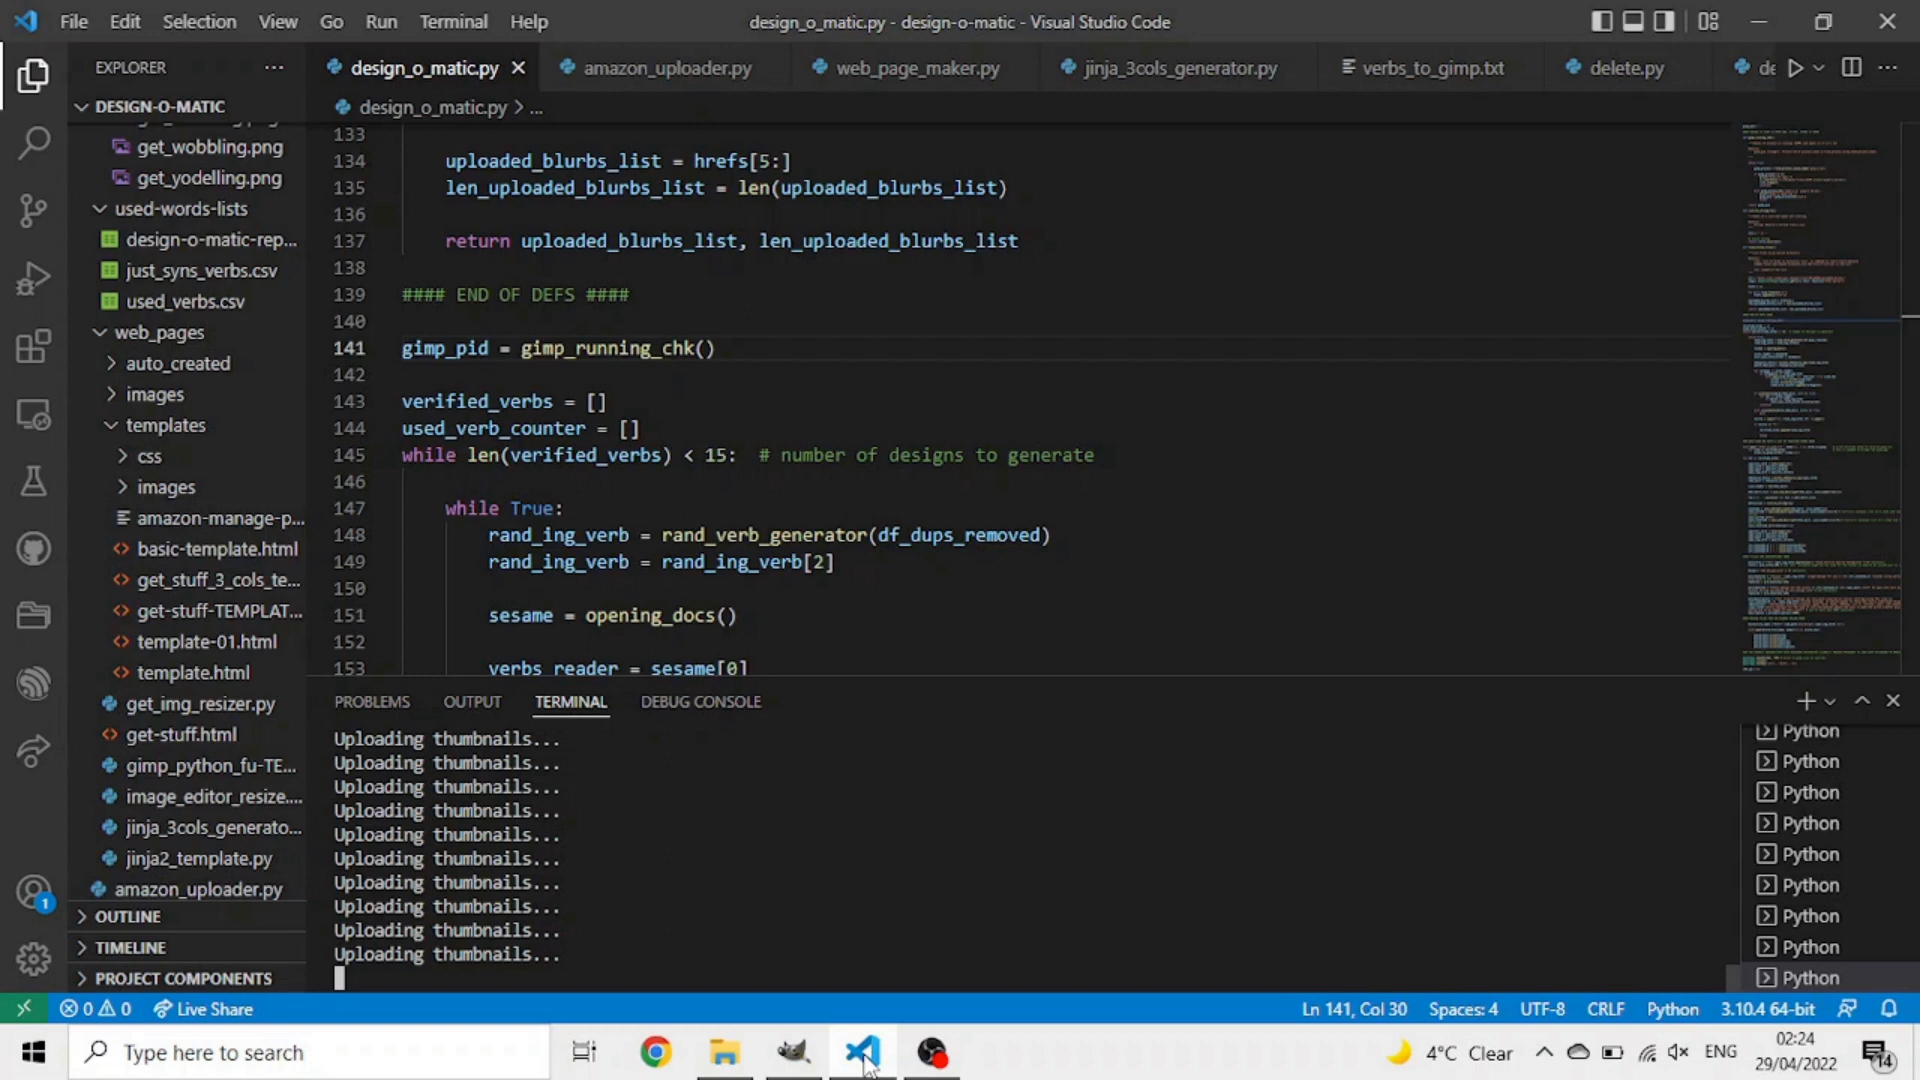 File Edit Selection View Go Run Terminal Help
design_o_matic.py - design-o-matic - Visual Studio Code
EXPLORER
design_o_matic.py
amazon_uploader.py
web_page_maker.py
jinja_3cols_generator.py
verbs_to_gimp.txt
delete.py
de
DESIGN-O-MATIC
design_o_matic.py > ...
get_wobbling.png
get_yodelling.png
used-words-lists
design-o-matic-rep...
just_syns_verbs.csv
used_verbs.csv
web_pages
auto_created
images
templates
css
images
amazon-manage-p...
basic-template.html
get_stuff_3_cols_te...
get-stuff-TEMPLAT...
template-01.html
template.html
get_img_resizer.py
get-stuff.html
gimp_python_fu-TE...
image_editor_resize....
jinja_3cols_generato...
jinja2_template.py
amazon_uploader.py
OUTLINE
TIMELINE
PROJECT COMPONENTS
133
134 uploaded_blurbs_list = hrefs[5:]
135 len_uploaded_blurbs_list = len(uploaded_blurbs_list)
136
137 return uploaded_blurbs_list, len_uploaded_blurbs_list
138
139 #### END OF DEFS ####
140
141 gimp_pid = gimp_running_chk()
142
143 verified_verbs = []
144 used_verb_counter = []
145 while len(verified_verbs) < 15: # number of designs to generate
146
147 while True:
148 rand_ing_verb = rand_verb_generator(df_dups_removed)
149 rand_ing_verb = rand_ing_verb[2]
150
151 sesame = opening_docs()
152
153 verbs_reader = sesame[0]
PROBLEMS OUTPUT TERMINAL DEBUG CONSOLE
Uploading thumbnails...
Uploading thumbnails...
Uploading thumbnails...
Uploading thumbnails...
Uploading thumbnails...
Uploading thumbnails...
Uploading thumbnails...
Uploading thumbnails...
Uploading thumbnails...
Uploading thumbnails...
Python
Python
Python
Python
Python
Python
Python
Python
Python
1
0 0 Live Share
Ln 141, Col 30 Spaces: 4 UTF-8 CRLF Python 3.10.4 64-bit
Type here to search
4°C Clear
ENG
02:24
29/04/2022
14